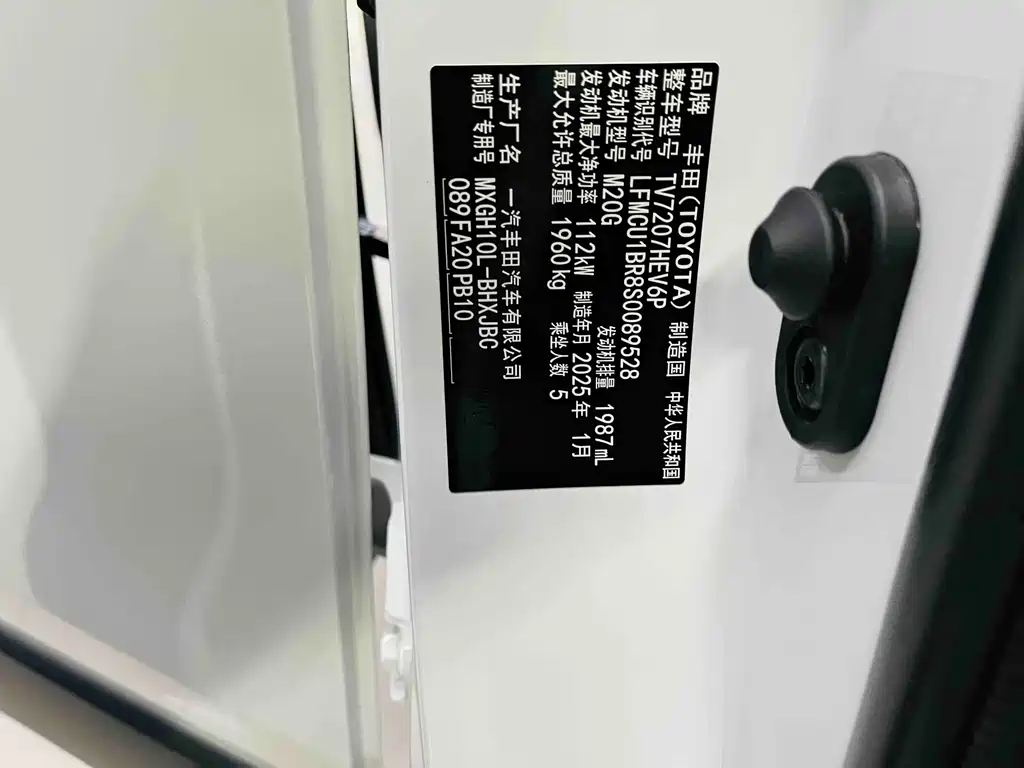 品牌 丰田(TOYOTA) 制造国 中华人民共和国
整车型号 TV7207HEV6P
车辆识别代号 LFMCU1BR8S0089528
发动机型号 M20G 发动机排量 1987mL
发动机最大净功率 112kW 制造年月 2025年 1月
最大允许总质量 1960kg 乘坐人数 5
生产厂名 一汽丰田汽车有限公司
制造厂专用号 MXGH10L-BHXJBC
089FA20PB10